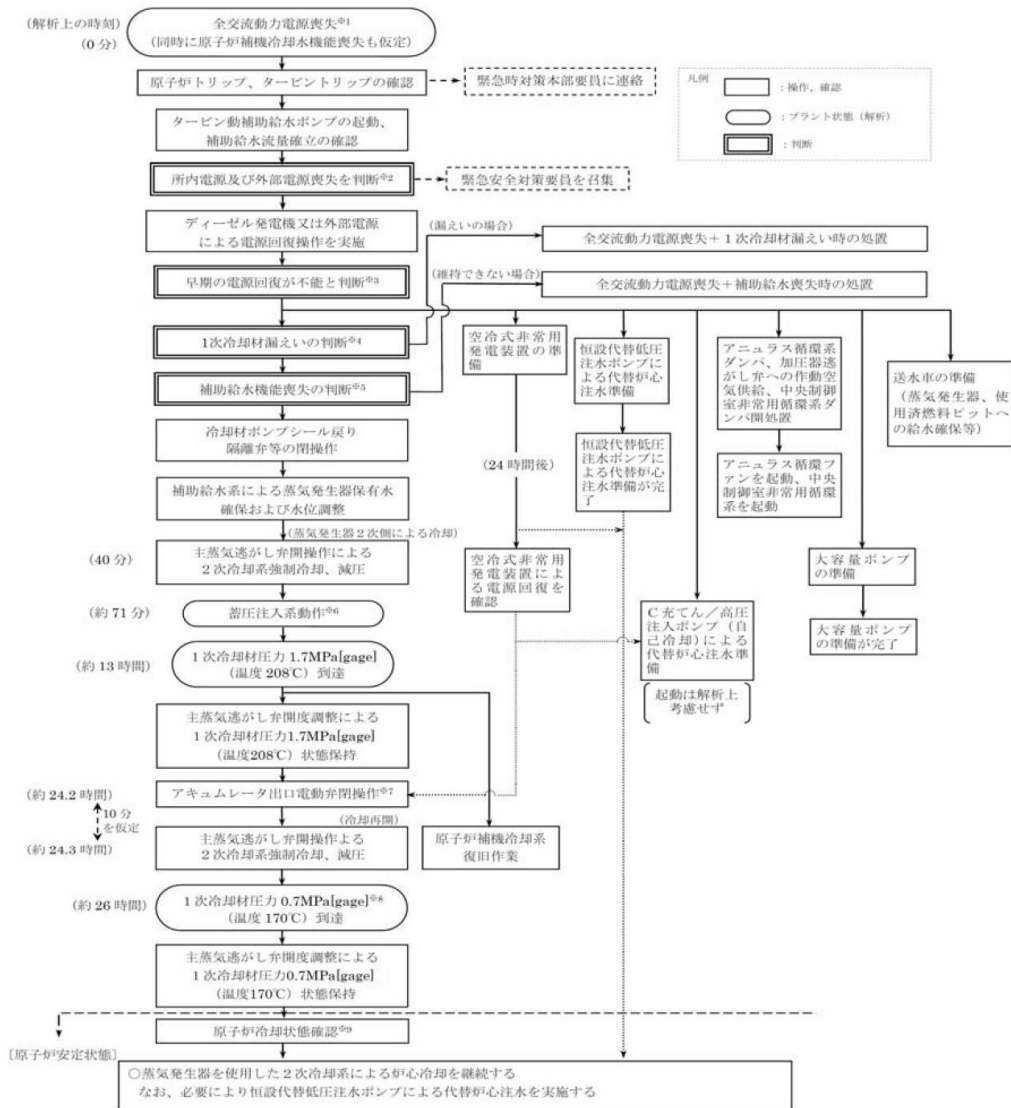 (解析上の時刻)
(0 分)
全交流動力電源喪失※1
(同時に原子炉補機冷却水機能喪失も仮定)
原子炉トリップ、タービントリップの確認
緊急時対策本部要員に連絡
凡例
:操作、確認
:プラント状態(解析)
:判断
タービン動補助給水ポンプの起動、
補助給水流量確立の確認
所内電源及び外部電源喪失を判断※2
緊急安全対策要員を召集
ディーゼル発電機又は外部電源
による電源回復操作を実施
(漏えいの場合)
全交流動力電源喪失+1次冷却材漏えい時の処置
早期の電源回復が不能と判断※3
(維持できない場合)
全交流動力電源喪失+補助給水喪失時の処置
1次冷却材漏えいの判断※4
補助給水機能喪失の判断※5
冷却材ポンプシール戻り
隔離弁等の閉操作
補助給水系による蒸気発生器保有水
確保および水位調整
(蒸気発生器2次側による冷却)
(40 分)
主蒸気逃がし弁開操作による
2次冷却系強制冷却、減圧
(約 71 分)
蓄圧注入系動作※6
(約 13 時間)
1次冷却材圧力 1.7MPa[gage]
(温度 208℃)到達
主蒸気逃がし弁開度調整による
1次冷却材圧力1.7MPa[gage]
(温度208℃)状態保持
(約 24.2 時間)
アキュムレータ出口電動弁閉操作※7
10 分
を仮定
(冷却再開)
(約 24.3 時間)
主蒸気逃がし弁開操作よる
2次冷却系強制冷却、減圧
(約 26 時間)
1次冷却材圧力 0.7MPa[gage]※8
(温度 170℃)到達
主蒸気逃がし弁開度調整による
1次冷却材圧力0.7MPa[gage]
(温度170℃)状態保持
空冷式非常用
発電装置の準備
(24 時間後)
空冷式非常用
発電装置によ
る電源回復を
確認
原子炉補機冷却系
復旧作業
恒設代替低圧
注水ポンプに
よる代替炉心
注水準備
恒設代替低圧
注水ポンプに
よる代替炉心
注水準備が完
了
C充てん/高圧
注入ポンプ(自
己冷却)による
代替炉心注水準
備
起動は解析上
考慮せず
アニュラス循環系
ダンパ、加圧器逃
がし弁への作動空
気供給、中央制御
室非常用循環系ダ
ンパ開処置
アニュラス循環フ
ァンを起動、中央
制御室非常用循環
系を起動
大容量ポンプ
の準備
大容量ポンプ
の準備が完了
送水車の準備
(蒸気発生器、使
用済燃料ピットへ
の給水確保等)
原子炉冷却状態確認※9
〔原子炉安定状態〕
○蒸気発生器を使用した2次冷却系による炉心冷却を継続する
なお、必要により恒設代替低圧注水ポンプによる代替炉心注水を実施する